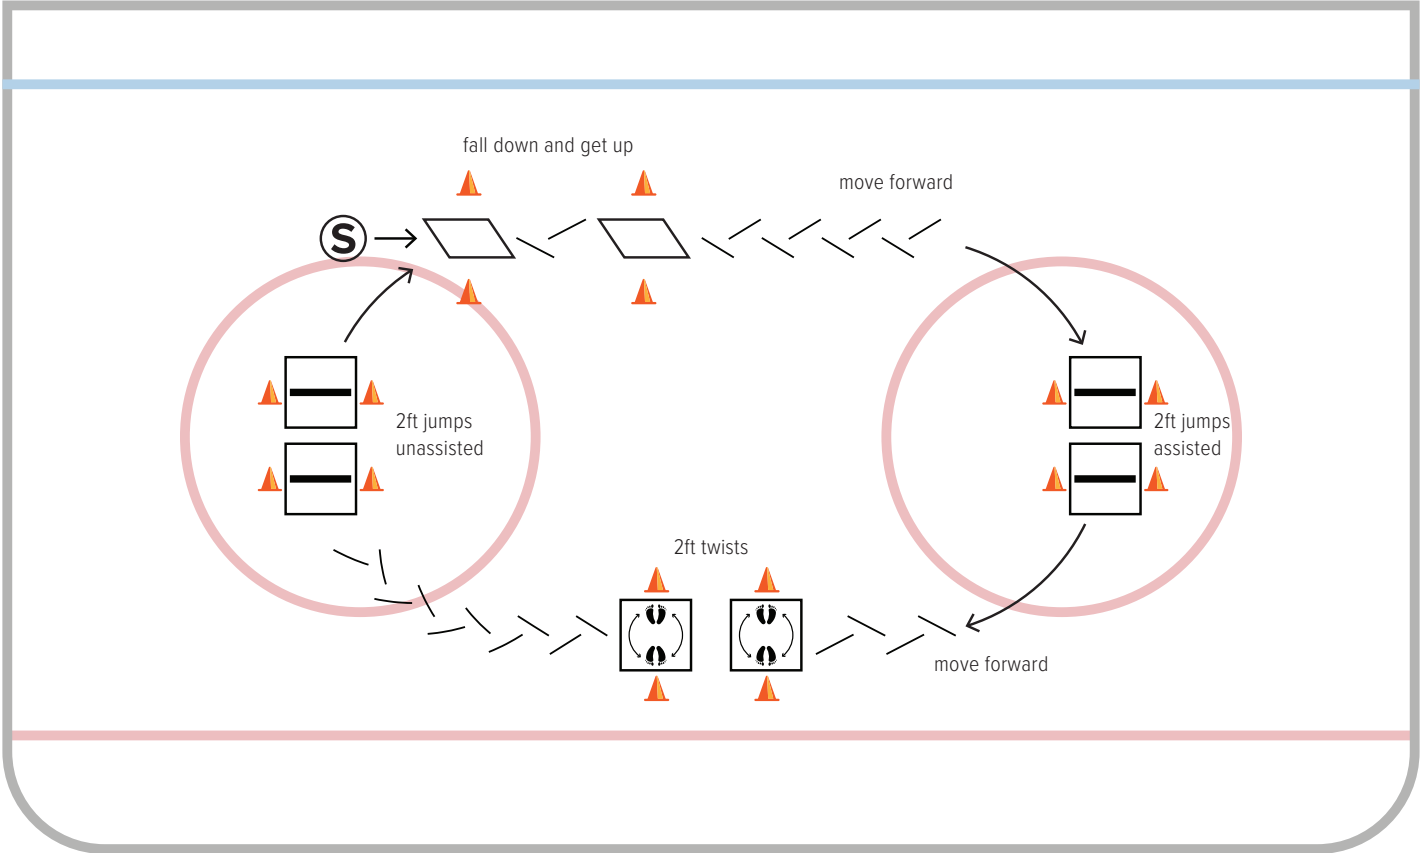 fall down and get up
move forward
S
2ft jumps
unassisted
2ft jumps
assisted
2ft twists
move forward